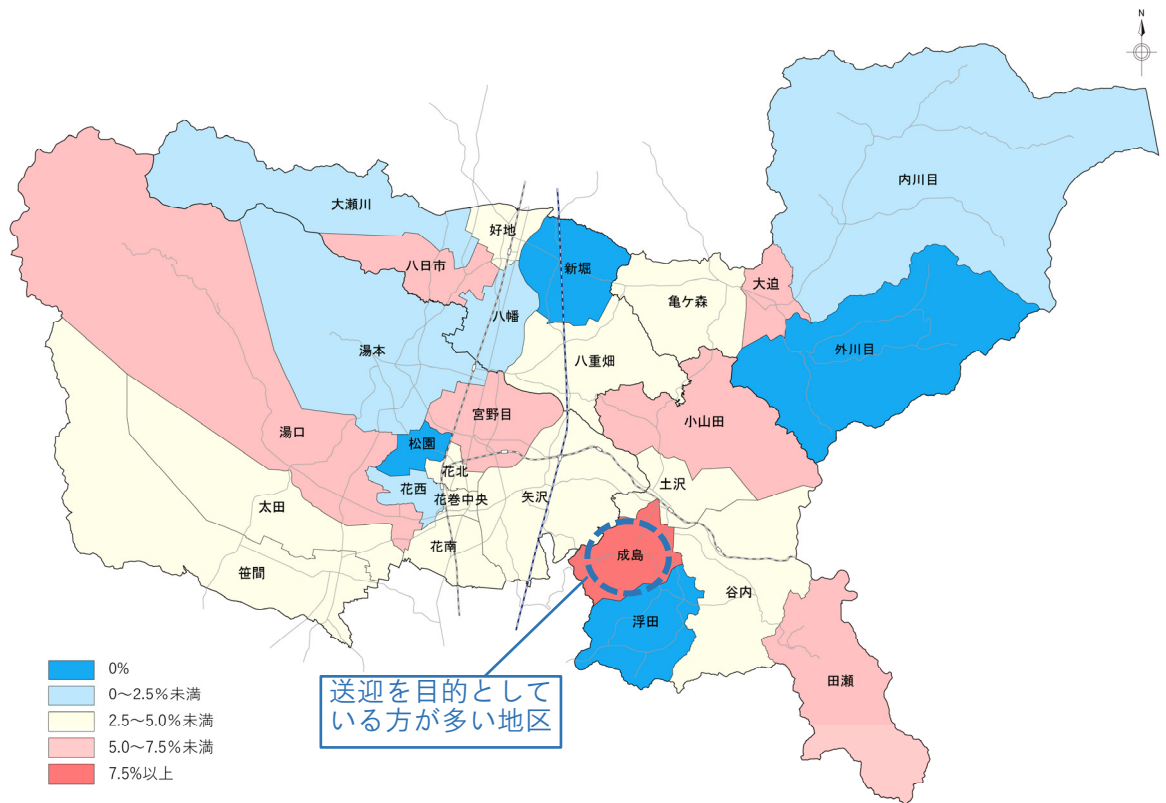 N
内川目
大瀬川
好地
八日市
新堀
大迫
亀ケ森
八幡
外川目
湯本
八重畑
宮野目
小山田
湯口
松園
花北
土沢
花西
花巻中央
矢沢
太田
花南
成島
笹間
谷内
浮田
田瀬
送迎を目的として
いる方が多い地区
0%
0~2.5%未満
2.5~5.0%未満
5.0~7.5%未満
7.5%以上